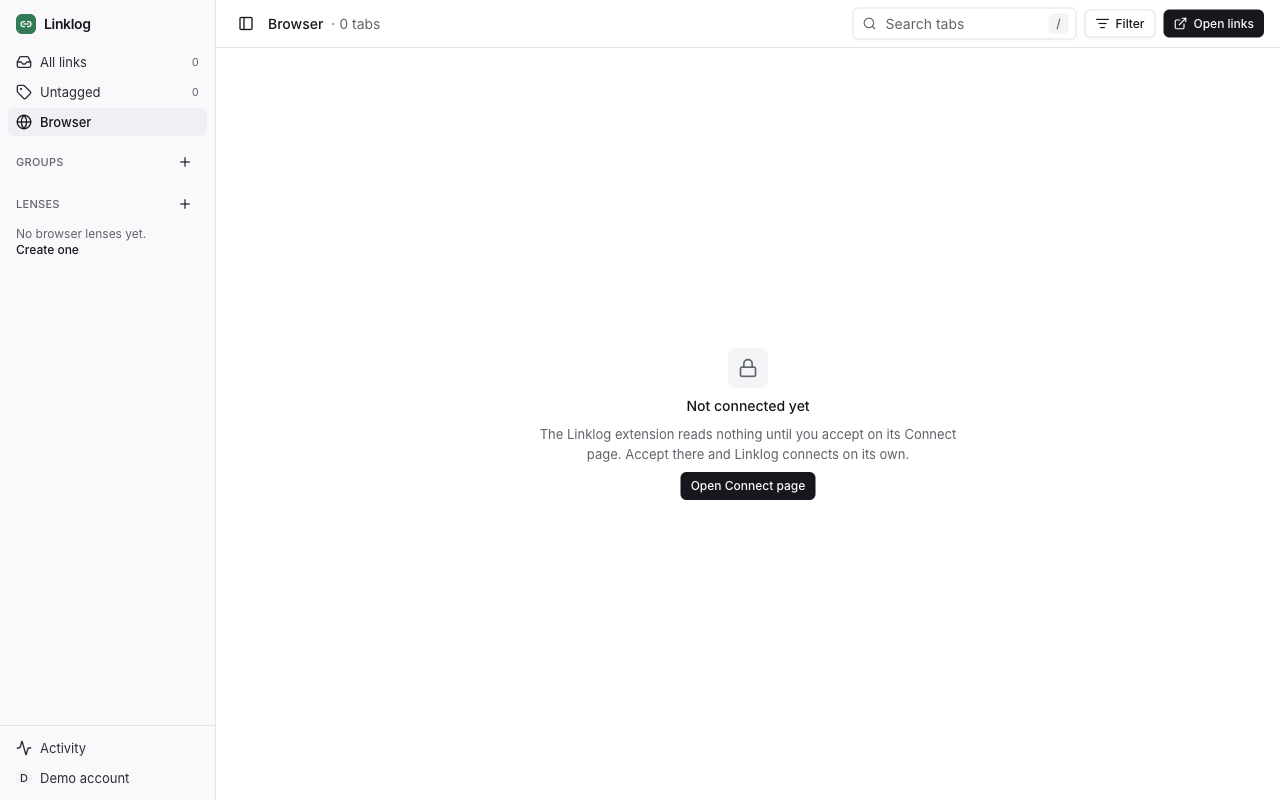 Linklog
All links 0
Untagged 0
Browser
GROUPS
LENSES
No browser lenses yet.
Create one
Activity
D Demo account
Browser · 0 tabs
Search tabs /
Filter
Open links
Not connected yet
The Linklog extension reads nothing until you accept on its Connect
page. Accept there and Linklog connects on its own.
Open Connect page